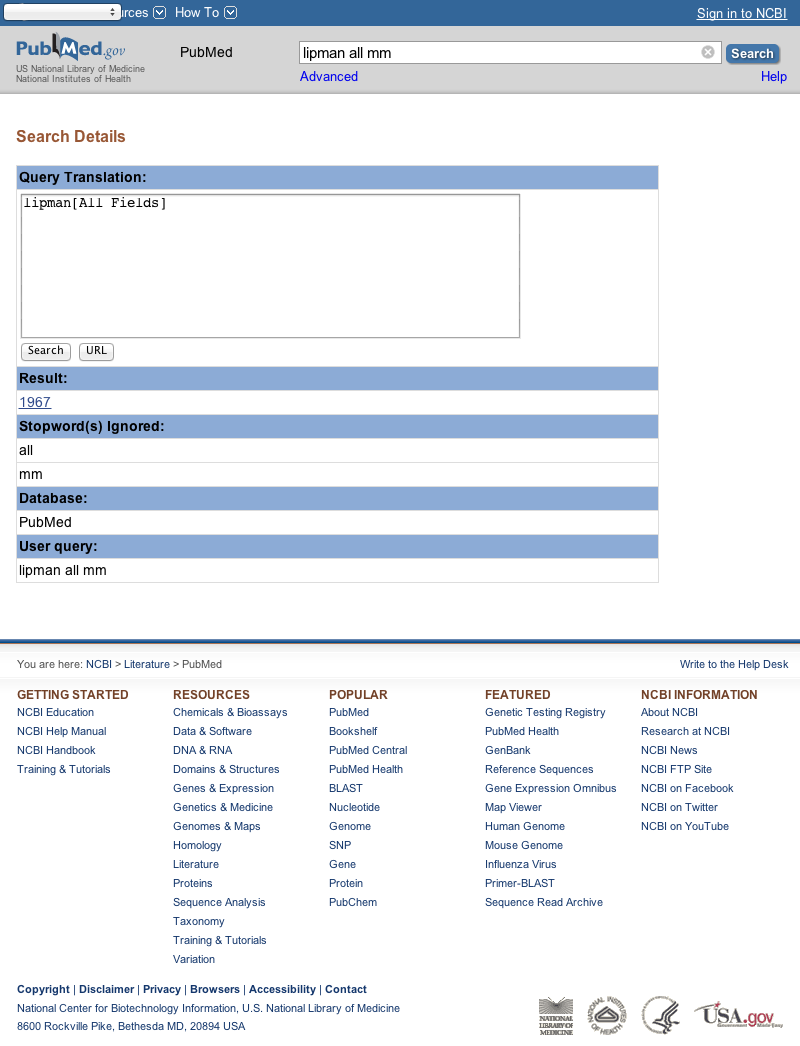 urces How To Sign in to NCBI
PubMed.gov
US National Library of Medicine
National Institutes of Health
PubMed
lipman all mm
Search
Advanced Help
Search Details
Query Translation:
lipman[All Fields]
Search URL
Result:
1967
Stopword(s) Ignored:
all
mm
Database:
PubMed
User query:
lipman all mm
You are here: NCBI > Literature > PubMed Write to the Help Desk
GETTING STARTED
NCBI Education
NCBI Help Manual
NCBI Handbook
Training & Tutorials
RESOURCES
Chemicals & Bioassays
Data & Software
DNA & RNA
Domains & Structures
Genes & Expression
Genetics & Medicine
Genomes & Maps
Homology
Literature
Proteins
Sequence Analysis
Taxonomy
Training & Tutorials
Variation
POPULAR
PubMed
Bookshelf
PubMed Central
PubMed Health
BLAST
Nucleotide
Genome
SNP
Gene
Protein
PubChem
FEATURED
Genetic Testing Registry
PubMed Health
GenBank
Reference Sequences
Gene Expression Omnibus
Map Viewer
Human Genome
Mouse Genome
Influenza Virus
Primer-BLAST
Sequence Read Archive
NCBI INFORMATION
About NCBI
Research at NCBI
NCBI News
NCBI FTP Site
NCBI on Facebook
NCBI on Twitter
NCBI on YouTube
Copyright | Disclaimer | Privacy | Browsers | Accessibility | Contact
National Center for Biotechnology Information, U.S. National Library of Medicine
8600 Rockville Pike, Bethesda MD, 20894 USA
NATIONAL
LIBRARY OF
MEDICINE
NATIONAL INSTITUTES OF HEALTH
USA.gov
Government Made Easy